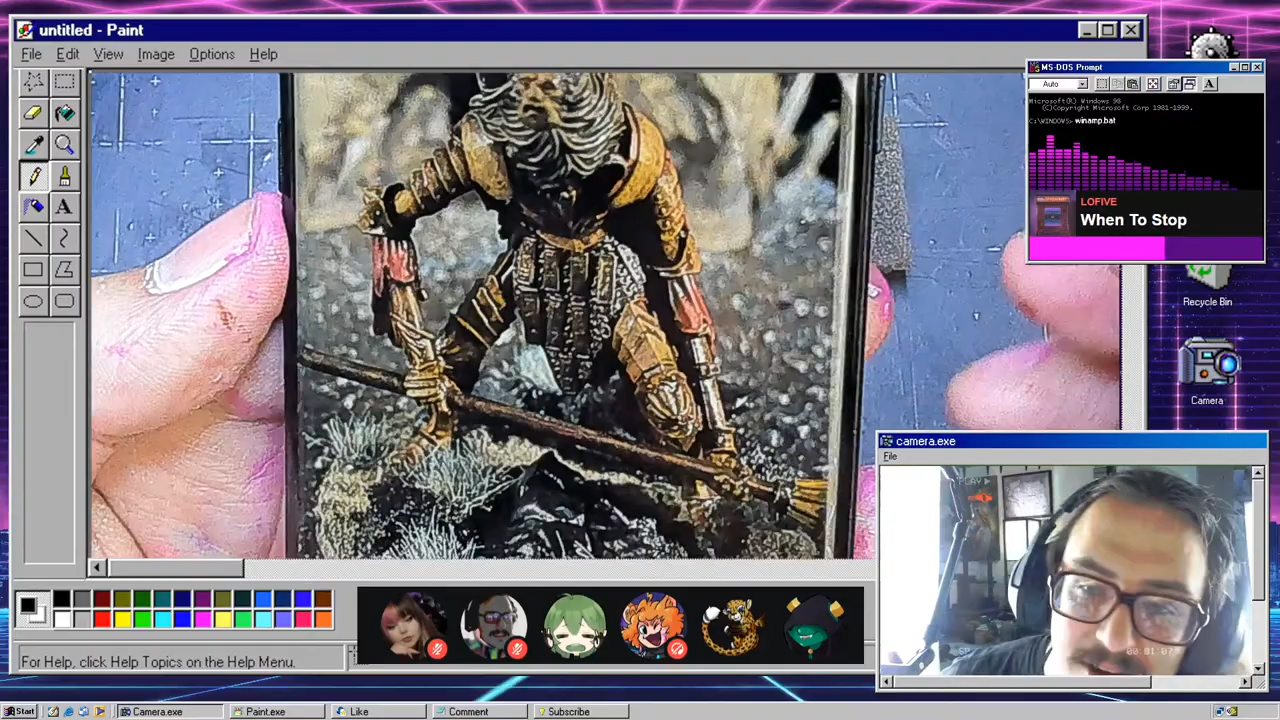 untitled - Paint
File Edit View Image Options Help
MS-DOS Prompt
Auto
Microsoft(R) Windows 98
(C)Copyright Microsoft Corp 1981-1999.
C:\WINDOWS> winamp.bat
LOFIVE
When To Stop
Recycle Bin
Camera
camera.exe
File
PLAY
SP
For Help, click Help Topics on the Help Menu.
Start Camera.exe Paint.exe Like Comment Subscribe